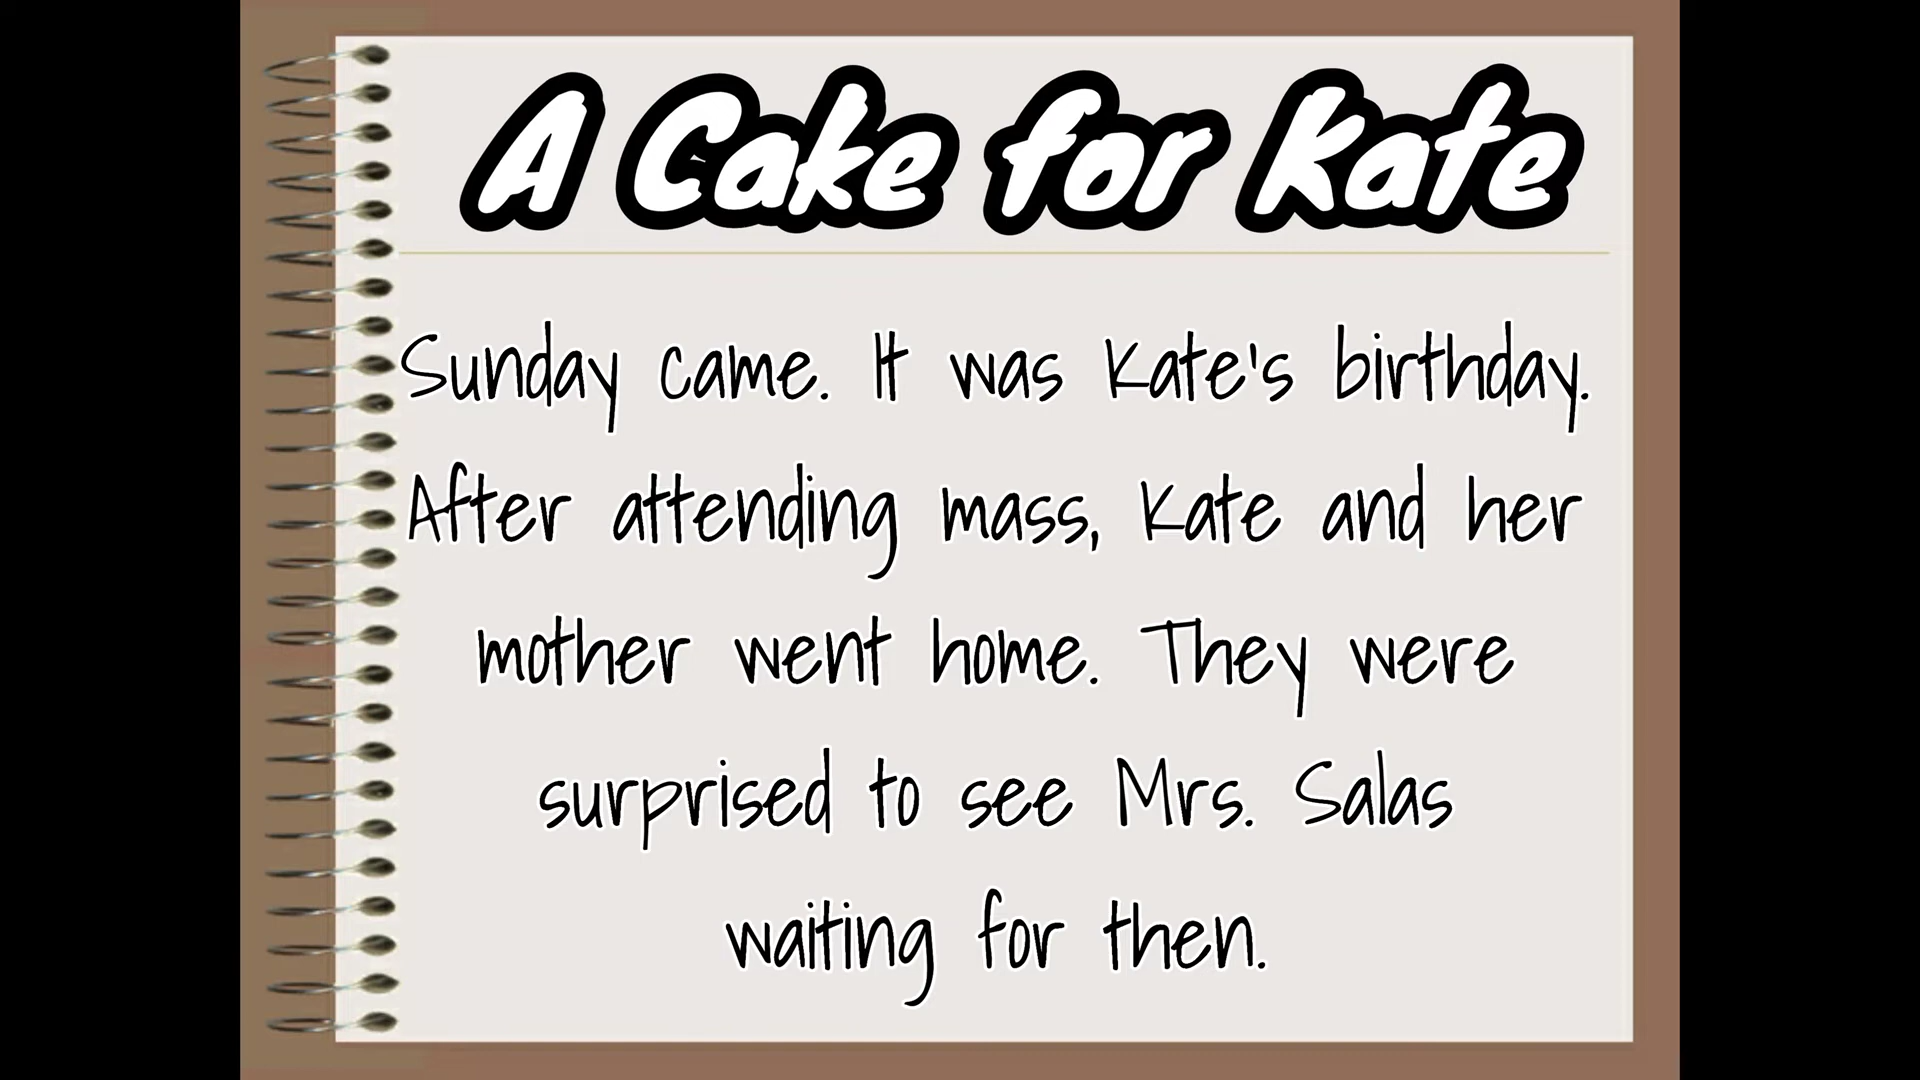 A Cake for Kate
Sunday came. It was Kate's birthday.
After attending mass, Kate and her
mother went home. They were
surprised to see Mrs. Salas
waiting for then.